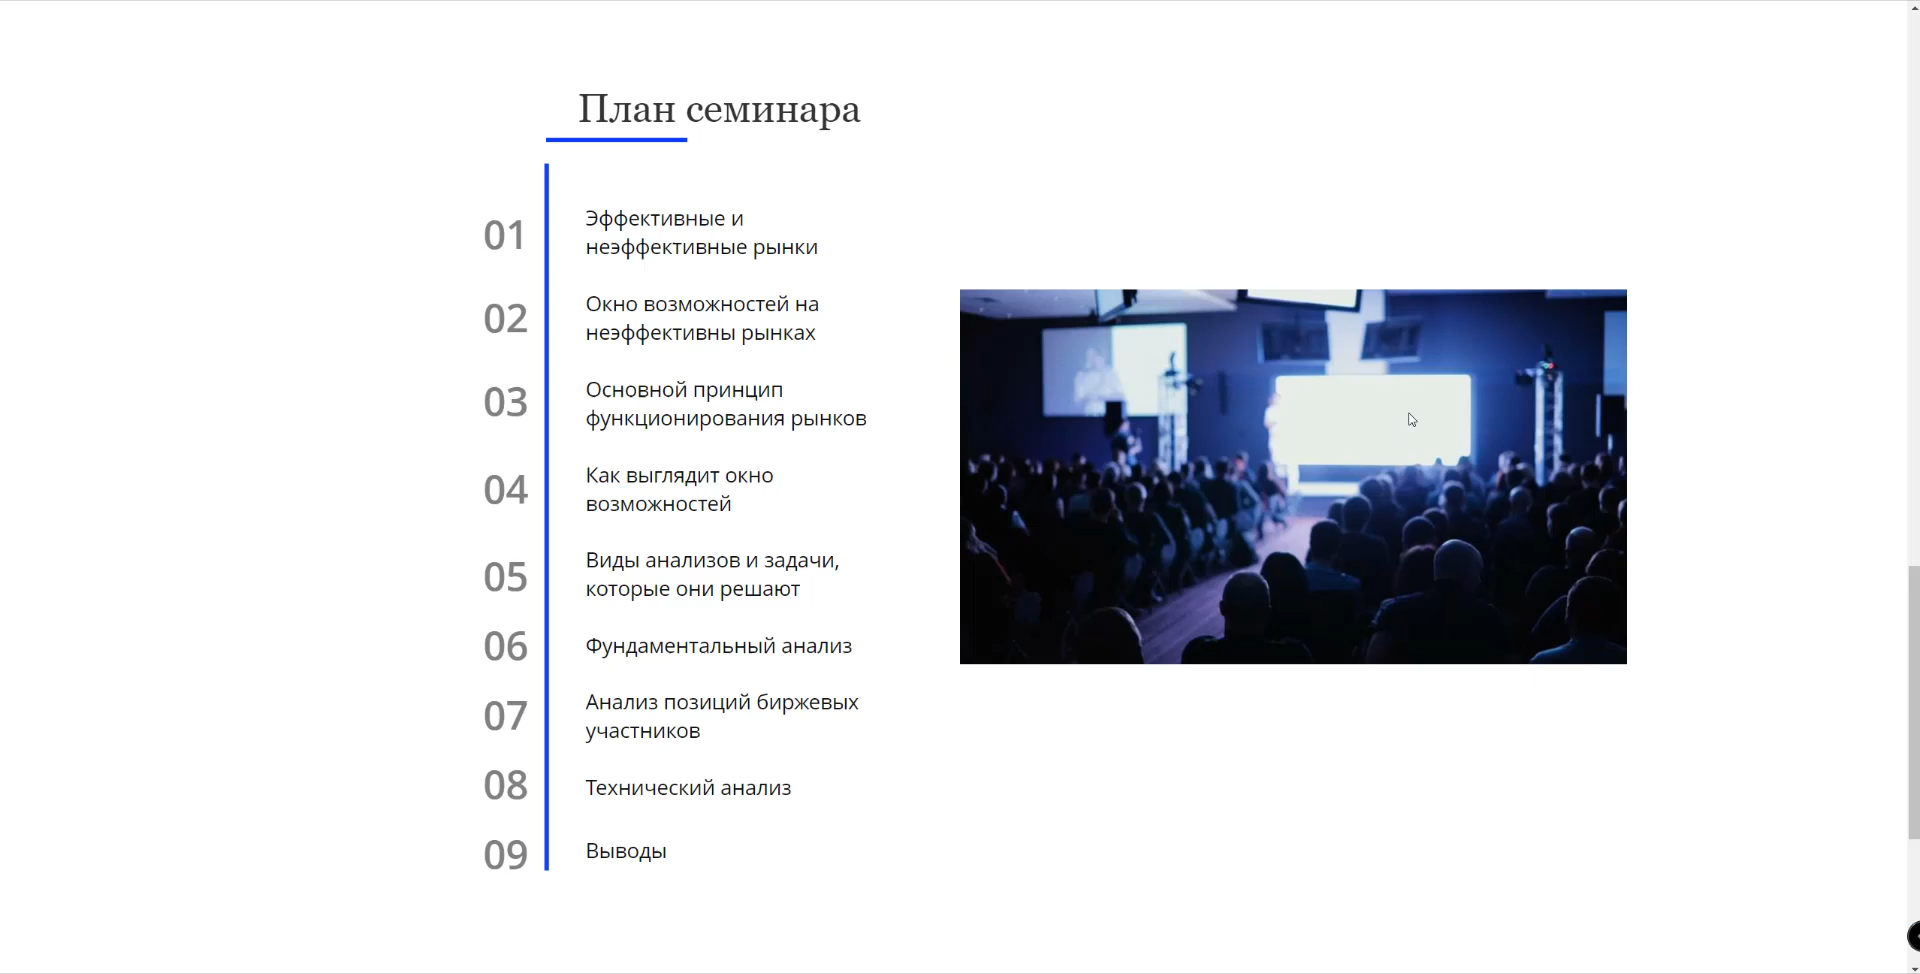 План семинара
01
Эффективные и
неэффективные рынки
02
Окно возможностей на
неэффективны рынках
03
Основной принцип
функционирования рынков
04
Как выглядит окно
возможностей
05
Виды анализов и задачи,
которые они решают
06
Фундаментальный анализ
07
Анализ позиций биржевых
участников
08
Технический анализ
09
Выводы